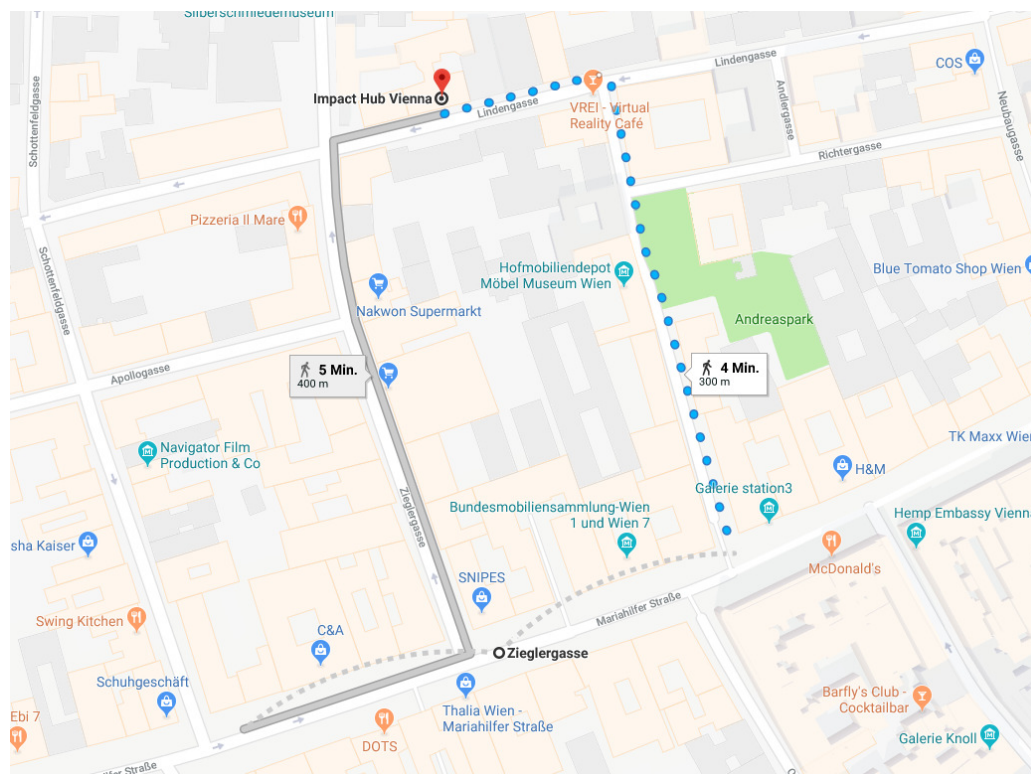 Silberschmiedemuseum
Schottenfeldgasse
Impact Hub Vienna
Lindengasse
VREI - Virtual
Reality Café
Lindengasse
COS
Andlergasse
Neubaugasse
Richtergasse
Pizzeria Il Mare
Schottenfeldgasse
Hofmobiliendepot
Möbel Museum Wien
Blue Tomato Shop Wien
Nakwon Supermarkt
Andreaspark
Apollogasse
5 Min.
400 m
4 Min.
300 m
Navigator Film
Production & Co
TK Maxx Wien
H&M
Galerie station3
Zieglergasse
Bundesmobiliensammlung-Wien
1 und Wien 7
Hemp Embassy Vienna
sha Kaiser
McDonald's
SNIPES
Mariahilfer Straße
Swing Kitchen
C&A
Zieglergasse
Schuhgeschäft
Thalia Wien -
Mariahilfer Straße
Barfly's Club -
Cocktailbar
Ebi 7
DOTS
Galerie Knoll
hilfer Straße